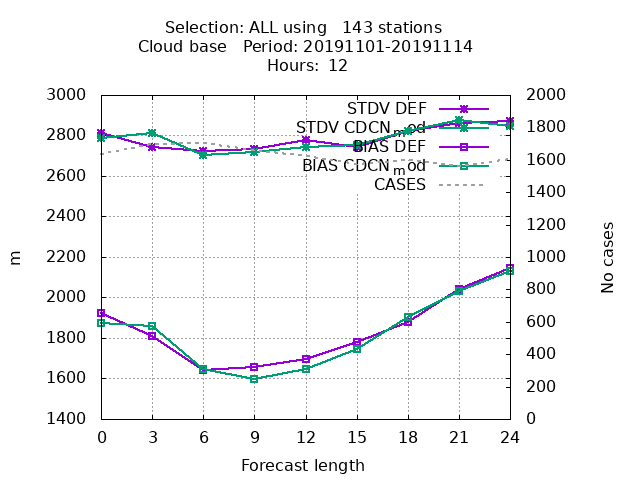 Selection: ALL using   143 stations
Cloud base   Period: 20191101-20191114
Hours: 12
STDV DEF
STDV CDCN_mod
BIAS DEF
BIAS CDCN_mod
CASES
3000
2800
2600
2400
2200
2000
1800
1600
1400
m
2000
1800
1600
1400
1200
1000
800
600
400
200
0
No cases
0 3 6 9 12 15 18 21 24
Forecast length